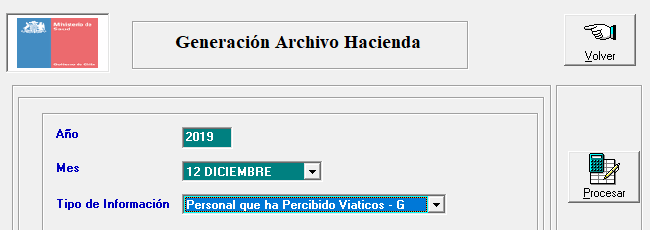 Ministerio de
Salud
Gobierno de Chile
Generación Archivo Hacienda
Volver
Año
2019
Mes
12 DICIEMBRE
Tipo de Información
Personal que ha Percibido Viaticos - G
Procesar